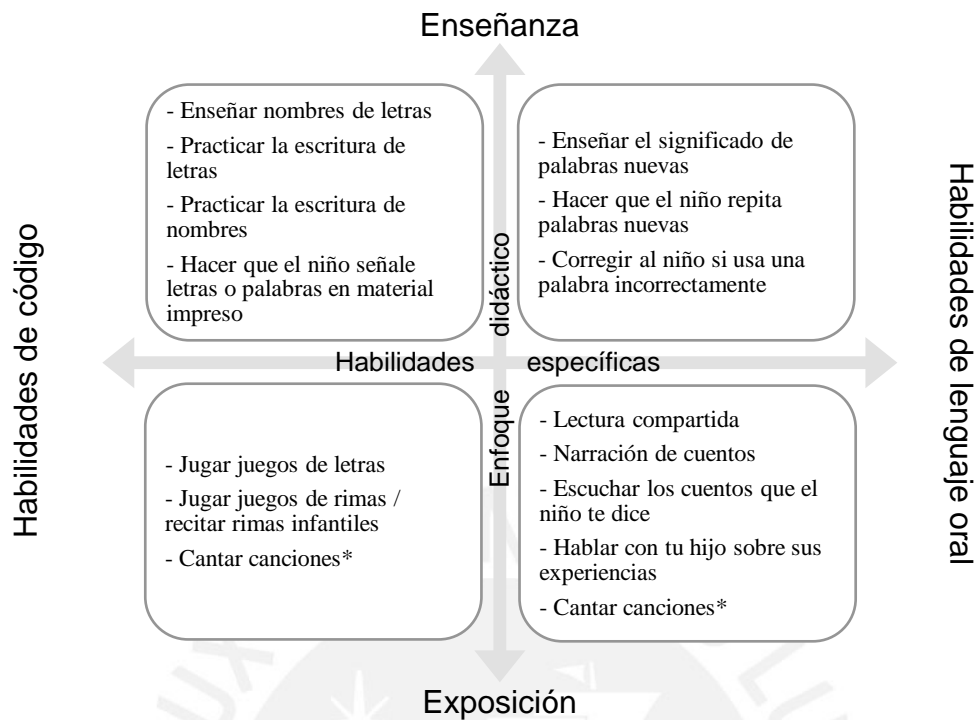 Enseñanza
- Enseñar nombres de letras
- Practicar la escritura de
letras
- Practicar la escritura de
nombres
- Hacer que el niño señale
letras o palabras en material
impreso
- Enseñar el significado de
palabras nuevas
- Hacer que el niño repita
palabras nuevas
- Corregir al niño si usa una
palabra incorrectamente
Habilidades de código
Habilidades específicas
Enfoque didáctico
Habilidades de lenguaje oral
- Jugar juegos de letras
- Jugar juegos de rimas /
recitar rimas infantiles
- Cantar canciones*
- Lectura compartida
- Narración de cuentos
- Escuchar los cuentos que el
niño te dice
- Hablar con tu hijo sobre sus
experiencias
- Cantar canciones*
Exposición